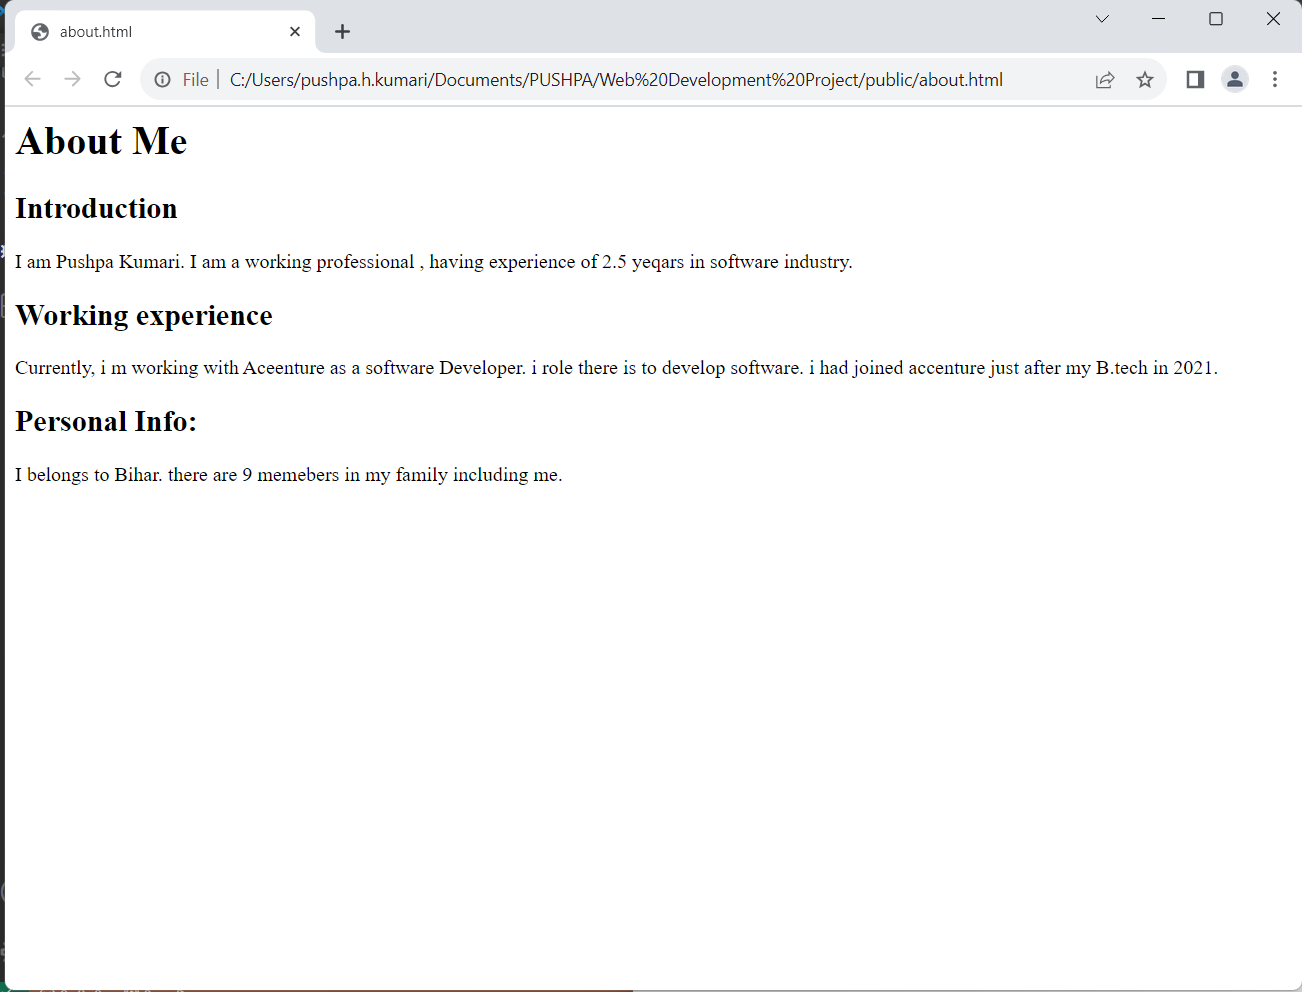 about.html
File
C:/Users/pushpa.h.kumari/Documents/PUSHPA/Web%20Development%20Project/public/about.html
About Me
Introduction
I am Pushpa Kumari. I am a working professional , having experience of 2.5 yeqars in software industry.
Working experience
Currently, i m working with Aceenture as a software Developer. i role there is to develop software. i had joined accenture just after my B.tech in 2021.
Personal Info:
I belongs to Bihar. there are 9 memebers in my family including me.